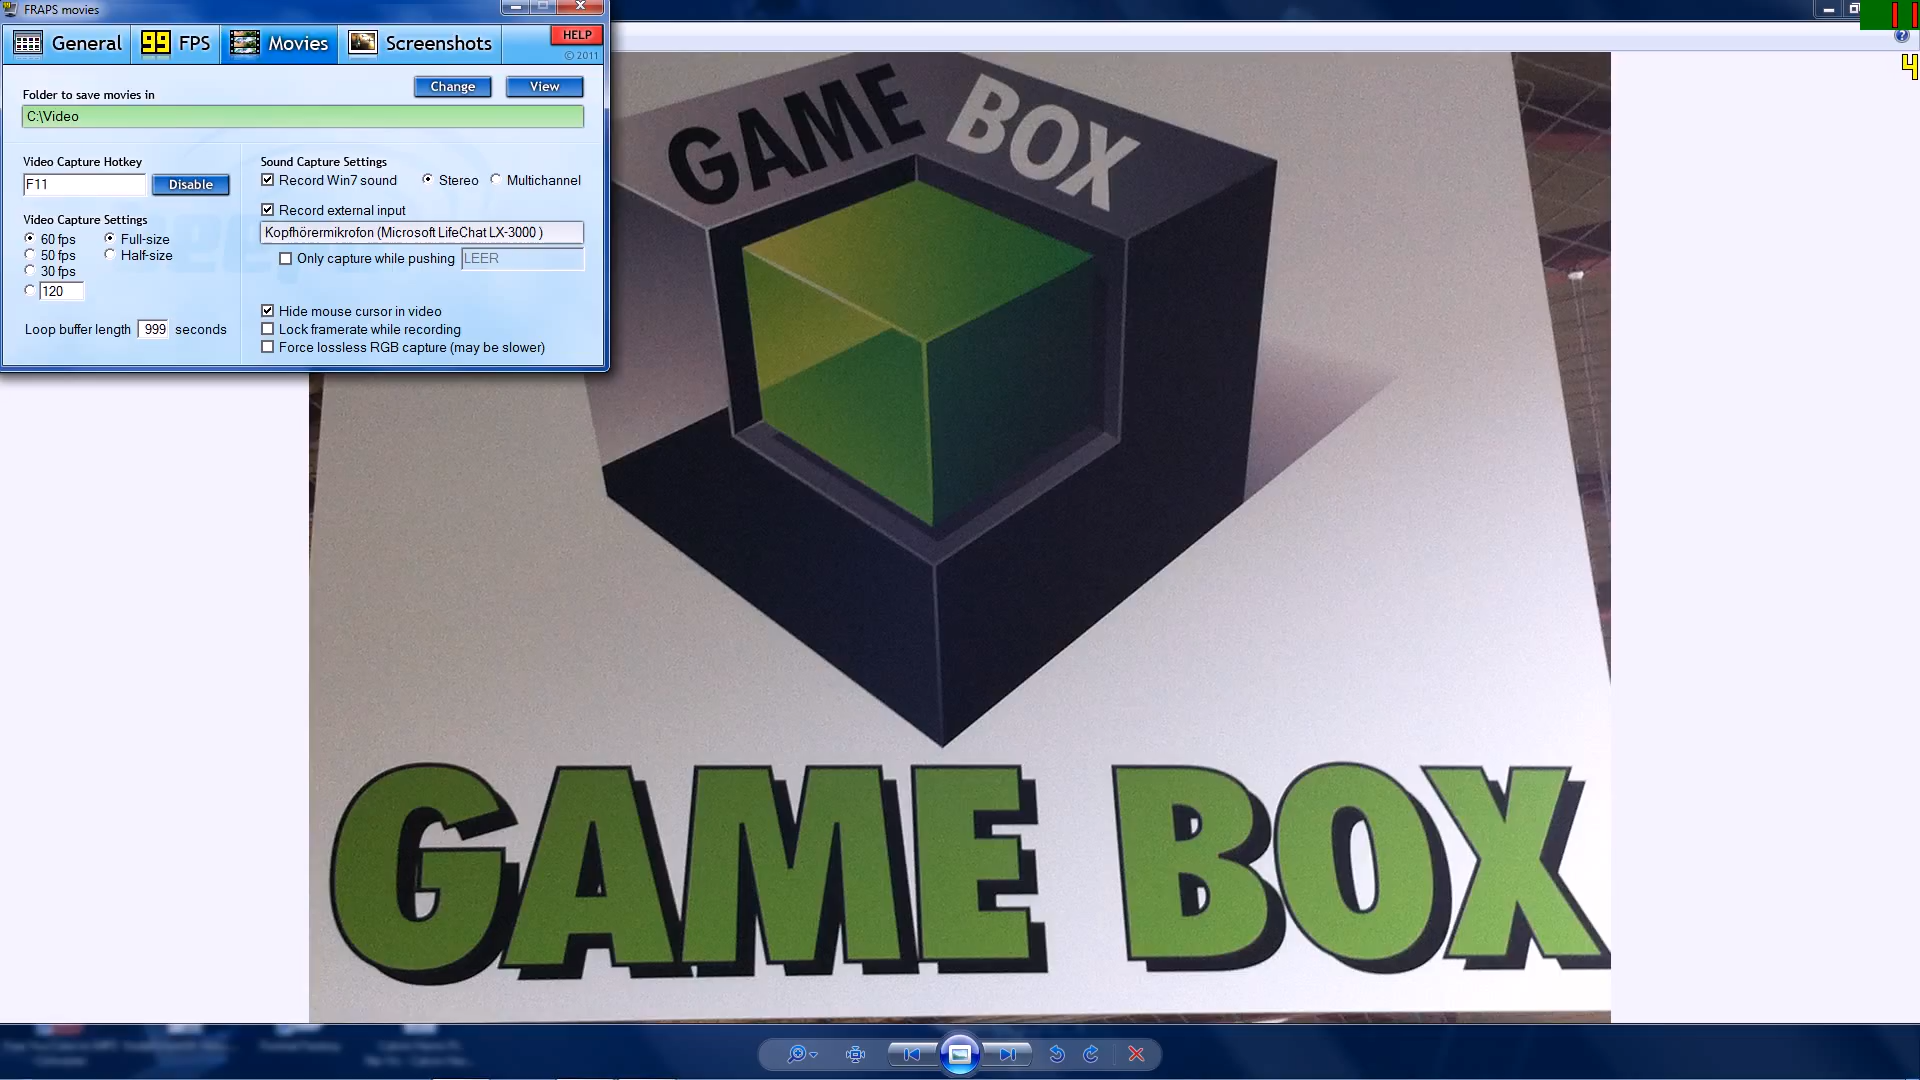 FRAPS movies
General
99 FPS
Movies
Screenshots
HELP
© 2011
Folder to save movies in
Change
View
C:\Video
Video Capture Hotkey
F11
Disable
Video Capture Settings
60 fps
Full-size
50 fps
Half-size
30 fps
120
Loop buffer length 999 seconds
Sound Capture Settings
Record Win7 sound
Stereo
Multichannel
Record external input
Kopfhörermikrofon (Microsoft LifeChat LX-3000 )
Only capture while pushing
LEER
Hide mouse cursor in video
Lock framerate while recording
Force lossless RGB capture (may be slower)
4
GAME BOX
GAME BOX